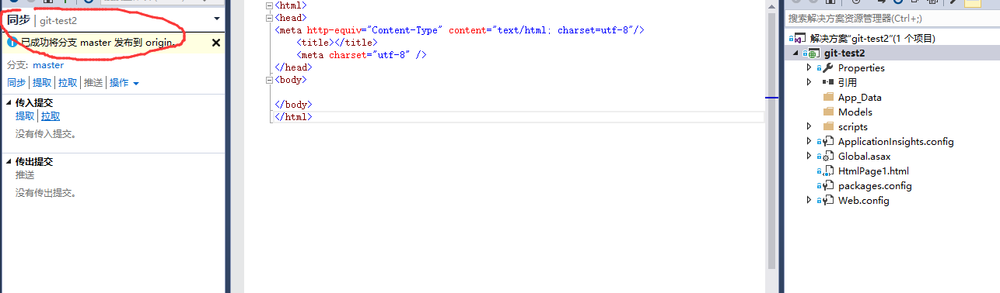 同步 | git-test2
已成功将分支 master 发布到 origin。
分支: master
同步 | 提取 | 拉取 | 推送 | 操作
传入提交
提取 | 拉取
没有传入提交。
传出提交
推送
没有传出提交。
<html>
<head>
<meta http-equiv="Content-Type" content="text/html; charset=utf-8"/>
<title></title>
<meta charset="utf-8" />
</head>
<body>
</body>
</html>
搜索解决方案资源管理器(Ctrl+;)
解决方案"git-test2"(1 个项目)
git-test2
Properties
引用
App_Data
Models
scripts
ApplicationInsights.config
Global.asax
HtmlPage1.html
packages.config
Web.config